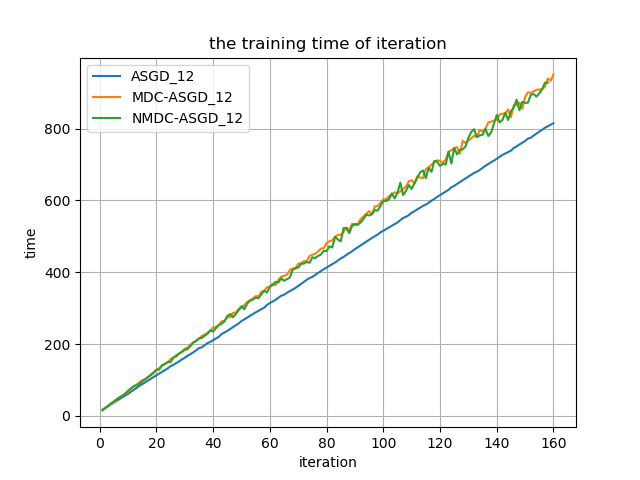 the training time of iteration
ASGD_12
MDC-ASGD_12
NMDC-ASGD_12
time
800
600
400
200
0
0 20 40 60 80 100 120 140 160
iteration